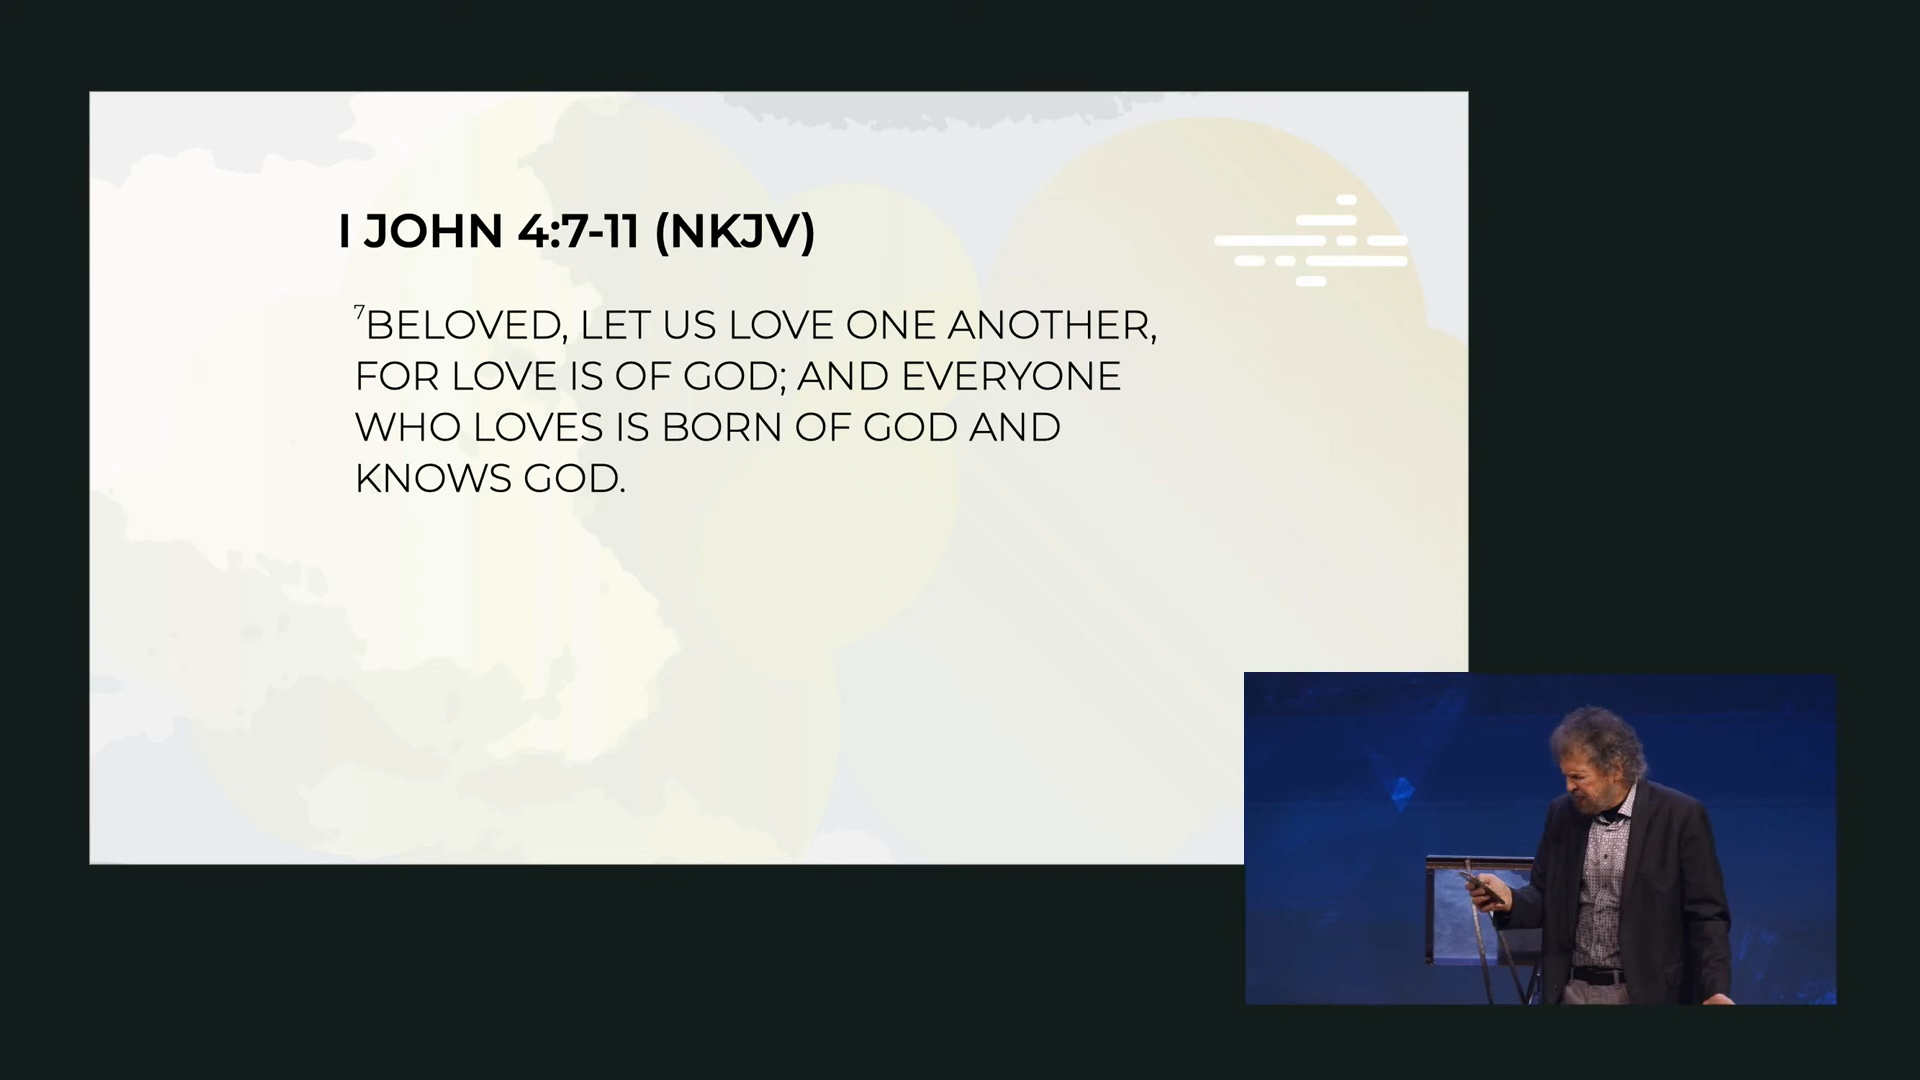 I JOHN 4:7-11 (NKJV)
⁷BELOVED, LET US LOVE ONE ANOTHER,
FOR LOVE IS OF GOD; AND EVERYONE
WHO LOVES IS BORN OF GOD AND
KNOWS GOD.